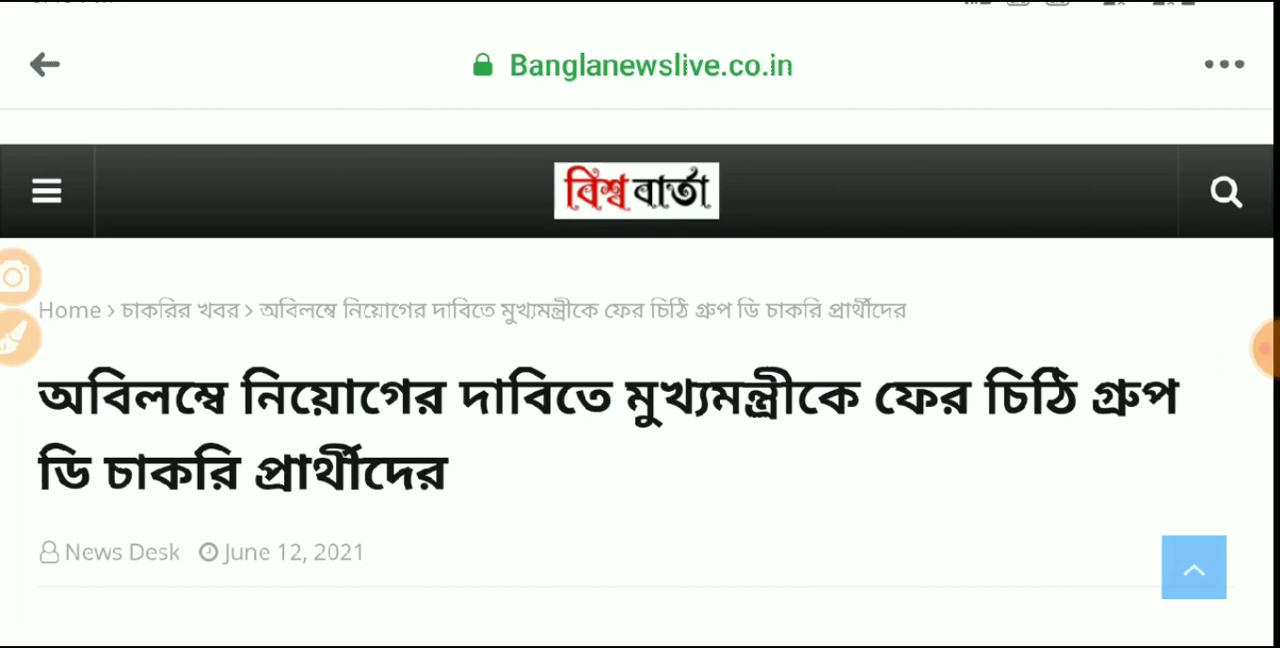 Banglanewslive.co.in
বিশ্ব বার্তা
Home › চাকরির খবর › অবিলম্বে নিয়োগের দাবিতে মুখ্যমন্ত্রীকে ফের চিঠি গ্রুপ ডি চাকরি প্রার্থীদের
অবিলম্বে নিয়োগের দাবিতে মুখ্যমন্ত্রীকে ফের চিঠি গ্রুপ
ডি চাকরি প্রার্থীদের
News Desk June 12, 2021